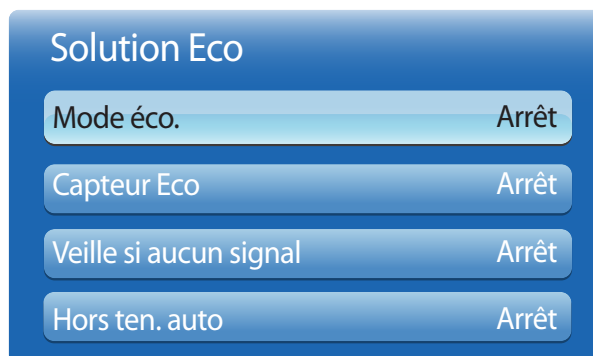 Solution Eco
Mode éco. Arrêt
Capteur Eco Arrêt
Veille si aucun signal Arrêt
Hors ten. auto Arrêt